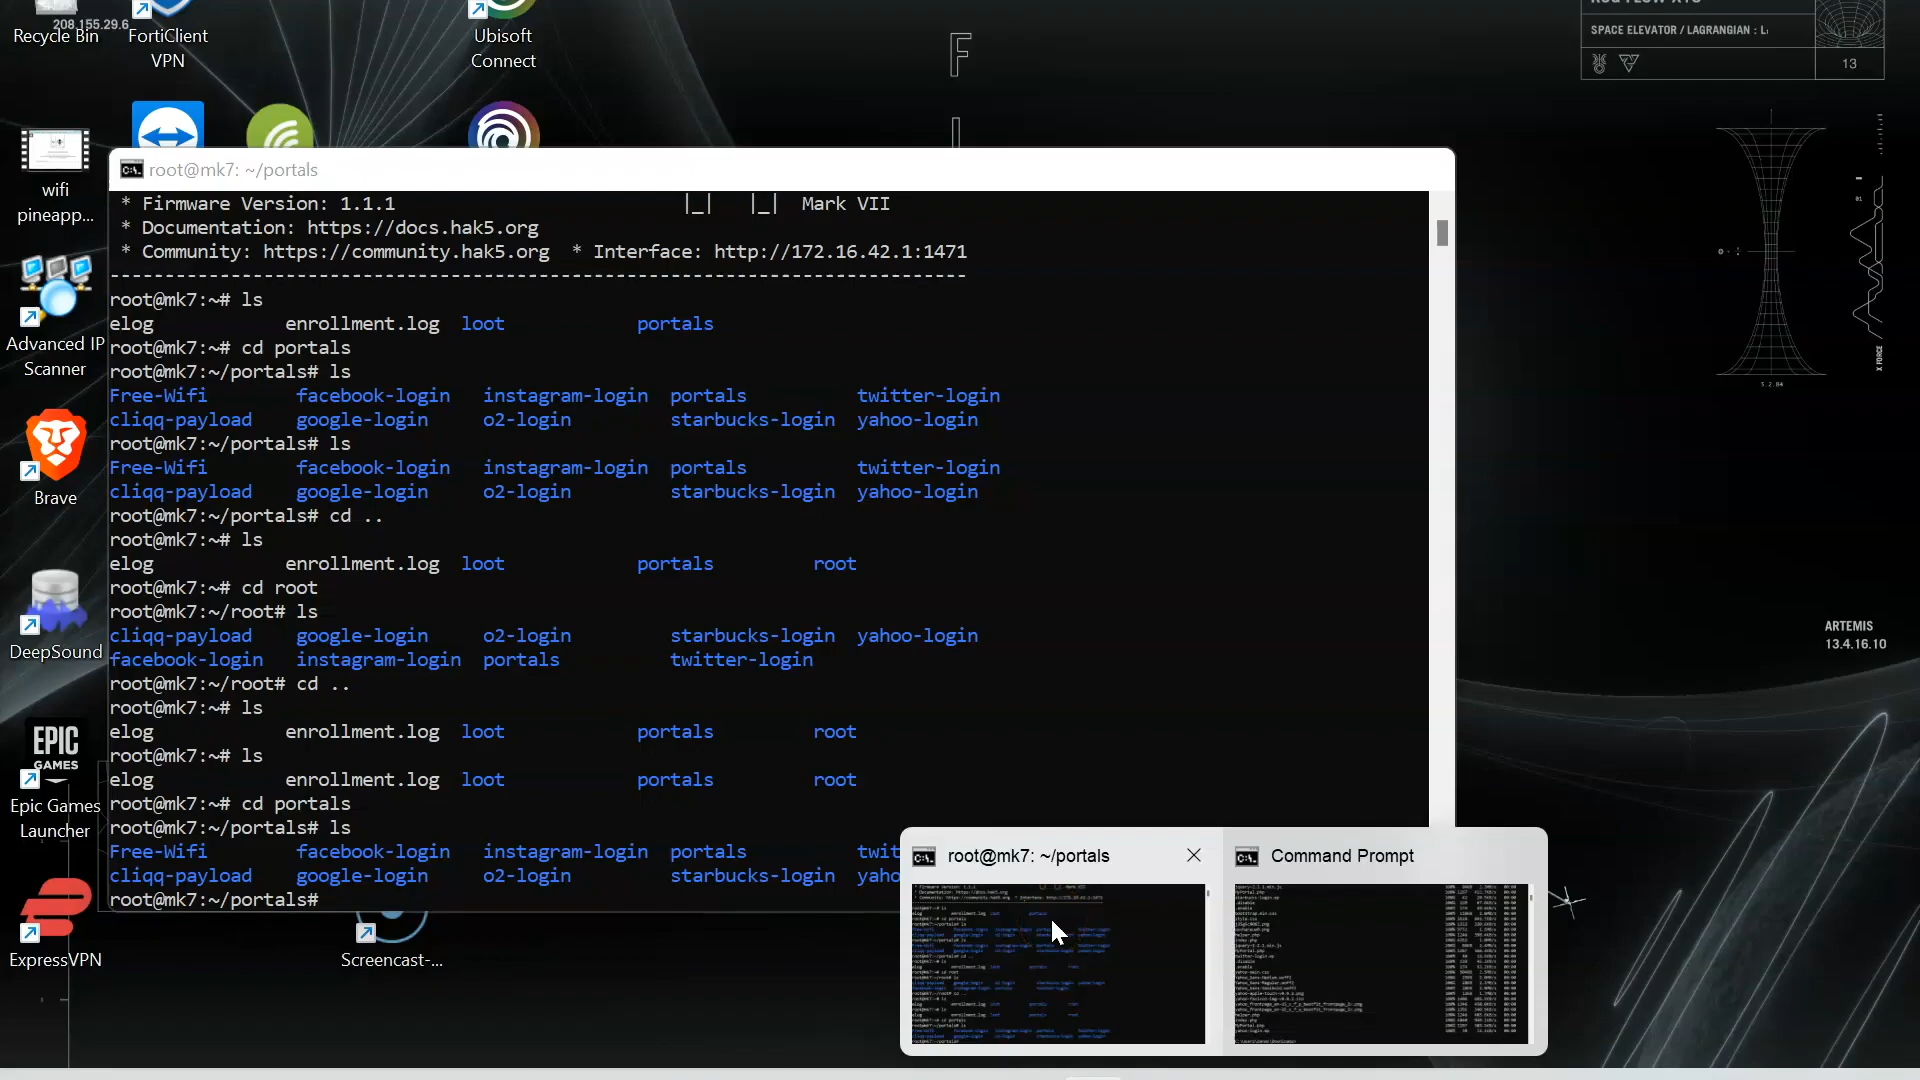 208.155.29.6
Recycle Bin
FortiClient
VPN
Ubisoft
Connect
F
SPACE ELEVATOR / LAGRANGIAN : L
13
wifi
pineapp...
Advanced IP
Scanner
Brave
DeepSound
EPIC
GAMES
Epic Games
Launcher
ExpressVPN
Screencast-...
01
X FORCE
5.2.84
ARTEMIS
13.4.16.10
root@mk7: ~/portals
* Firmware Version: 1.1.1 |_| |_| Mark VII
* Documentation: https://docs.hak5.org
* Community: https://community.hak5.org * Interface: http://172.16.42.1:1471
------------------------------------------------------------------------------
root@mk7:~# ls
elog enrollment.log loot portals
root@mk7:~# cd portals
root@mk7:~/portals# ls
Free-Wifi facebook-login instagram-login portals twitter-login
cliqq-payload google-login o2-login starbucks-login yahoo-login
root@mk7:~/portals# ls
Free-Wifi facebook-login instagram-login portals twitter-login
cliqq-payload google-login o2-login starbucks-login yahoo-login
root@mk7:~/portals# cd ..
root@mk7:~# ls
elog enrollment.log loot portals root
root@mk7:~# cd root
root@mk7:~/root# ls
cliqq-payload google-login o2-login starbucks-login yahoo-login
facebook-login instagram-login portals twitter-login
root@mk7:~/root# cd ..
root@mk7:~# ls
elog enrollment.log loot portals root
root@mk7:~# ls
elog enrollment.log loot portals root
root@mk7:~# cd portals
root@mk7:~/portals# ls
Free-Wifi facebook-login instagram-login portals twit
cliqq-payload google-login o2-login starbucks-login yaho
root@mk7:~/portals#
root@mk7: ~/portals
Command Prompt